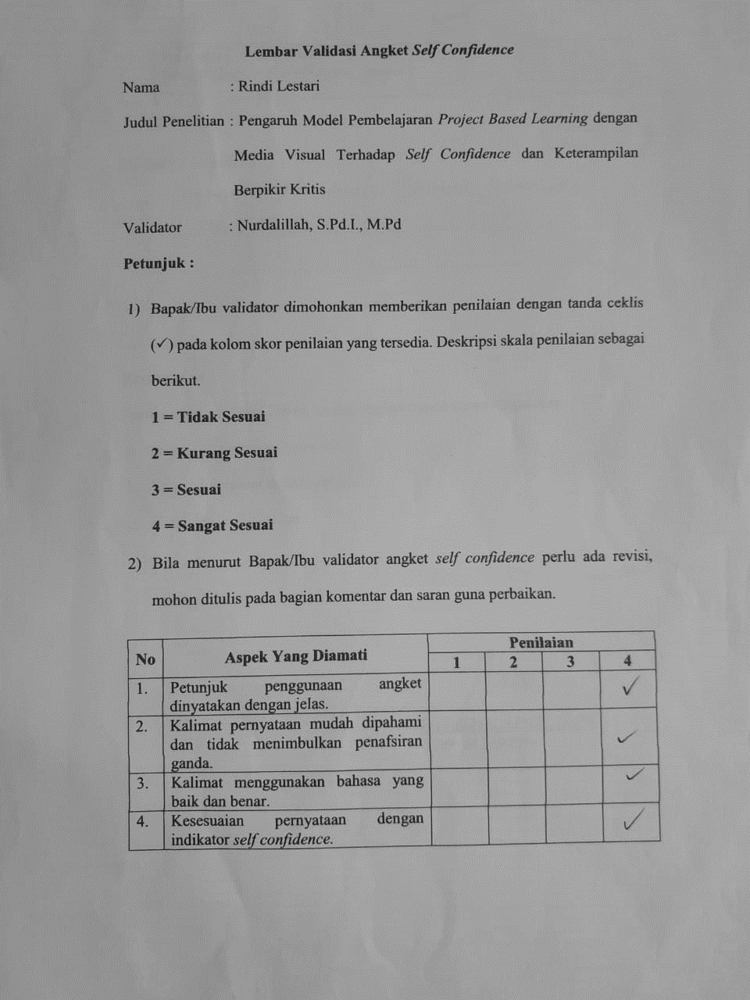 Lembar Validasi Angket Self Confidence
Nama : Rindi Lestari
Judul Penelitian : Pengaruh Model Pembelajaran Project Based Learning dengan
Media Visual Terhadap Self Confidence dan Keterampilan
Berpikir Kritis
Validator : Nurdalillah, S.Pd.I., M.Pd
Petunjuk :
1) Bapak/Ibu validator dimohonkan memberikan penilaian dengan tanda ceklis
(✓) pada kolom skor penilaian yang tersedia. Deskripsi skala penilaian sebagai
berikut.
1 = Tidak Sesuai
2 = Kurang Sesuai
3 = Sesuai
4 = Sangat Sesuai
2) Bila menurut Bapak/Ibu validator angket self confidence perlu ada revisi,
mohon ditulis pada bagian komentar dan saran guna perbaikan.
No Aspek Yang Diamati Penilaian
1 2 3 4
1. Petunjuk penggunaan angket ✓
dinyatakan dengan jelas.
2. Kalimat pernyataan mudah dipahami
dan tidak menimbulkan penafsiran ✓
ganda.
3. Kalimat menggunakan bahasa yang ✓
baik dan benar.
4. Kesesuaian pernyataan dengan ✓
indikator self confidence.